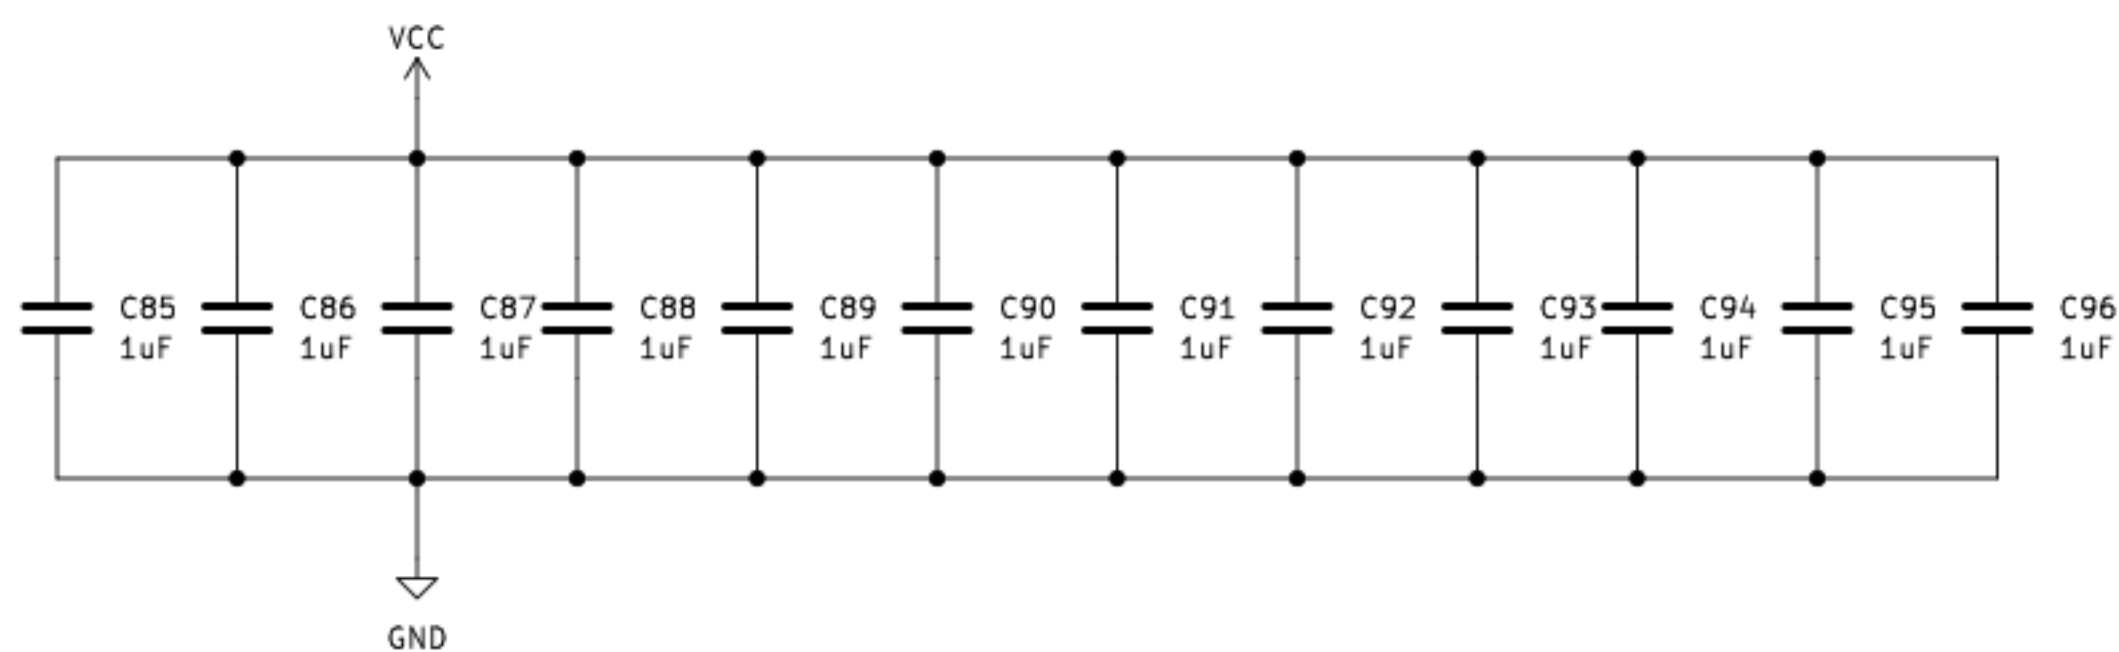 VCC
C85 C86 C87 C88 C89 C90 C91 C92 C93 C94 C95 C96
1uF 1uF 1uF 1uF 1uF 1uF 1uF 1uF 1uF 1uF 1uF 1uF
GND